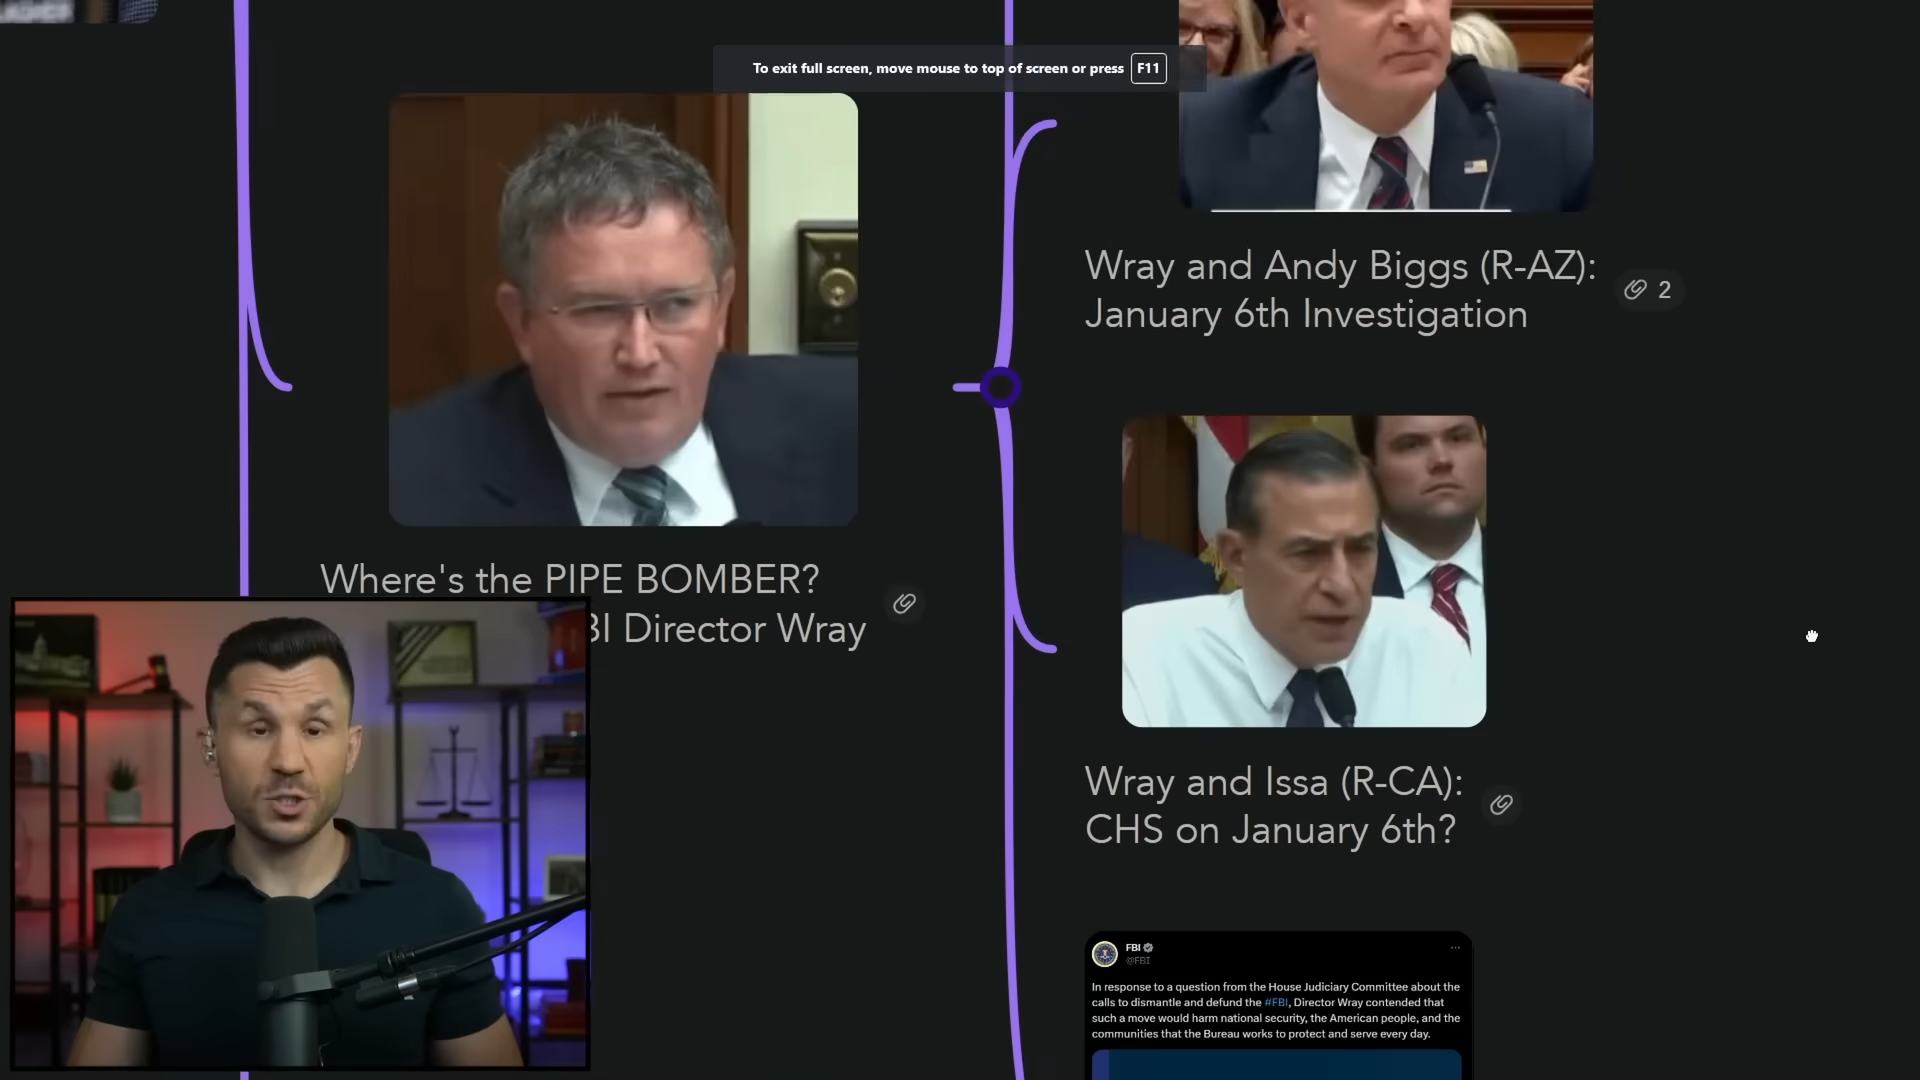 To exit full screen, move mouse to top of screen or press F11
Wray and Andy Biggs (R-AZ):
January 6th Investigation
2
Where's the PIPE BOMBER?
BI Director Wray
Wray and Issa (R-CA):
CHS on January 6th?
FBI
@FBI
In response to a question from the House Judiciary Committee about the
calls to dismantle and defund the #FBI, Director Wray contended that
such a move would harm national security, the American people, and the
communities that the Bureau works to protect and serve every day.